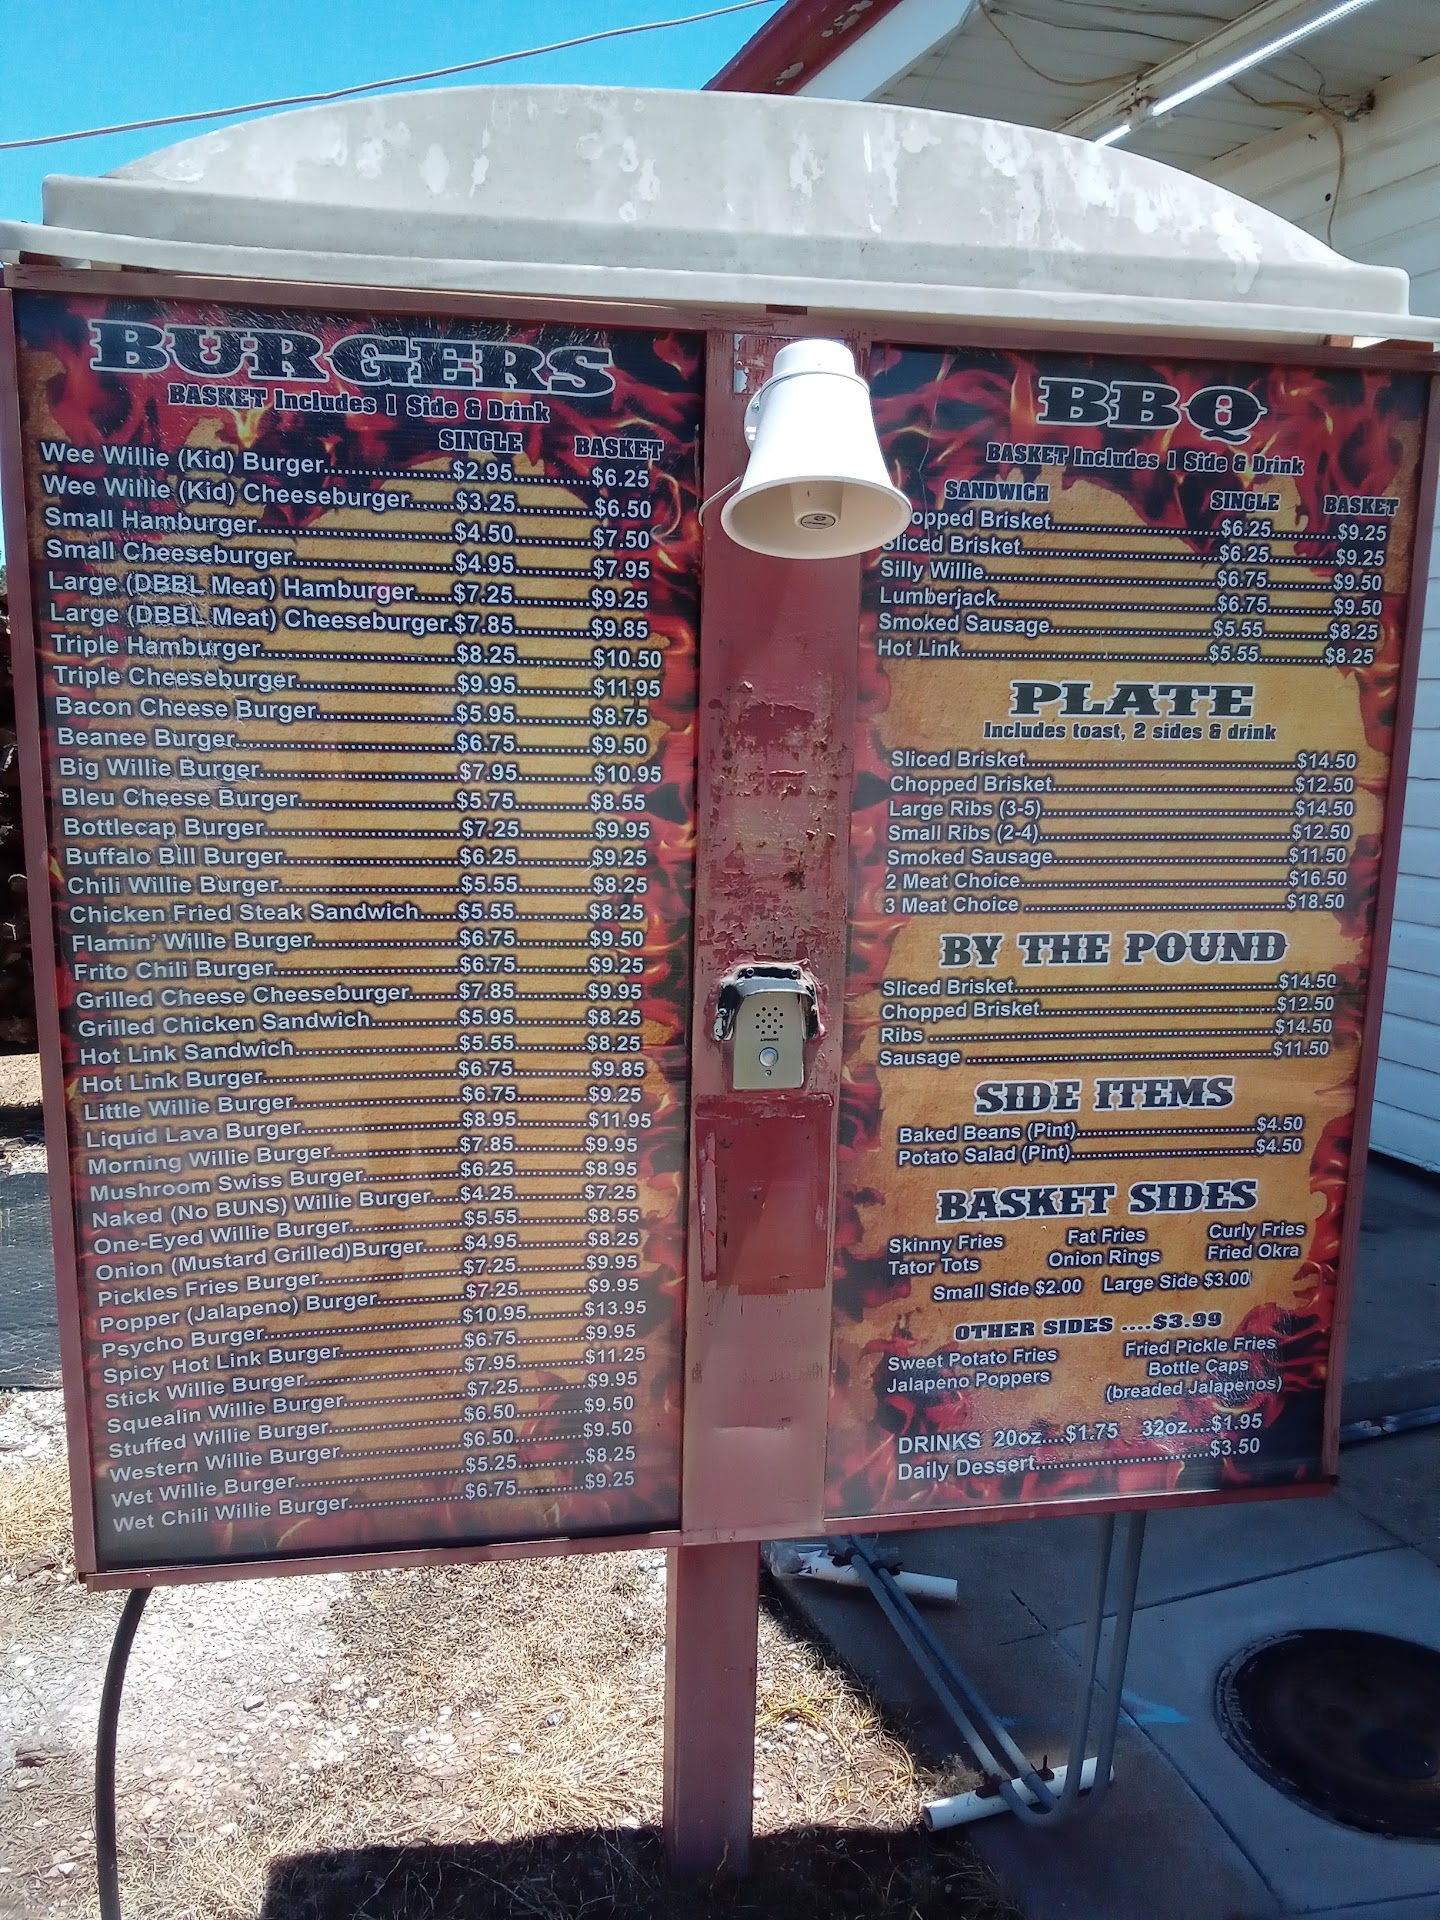 BURGERS
BASKET Includes 1 Side & Drink
SINGLE BASKET
Wee Willie (Kid) Burger...$2.95...$6.25
Wee Willie (Kid) Cheeseburger...$3.25...$6.50
Small Hamburger...$4.50...$7.50
Small Cheeseburger...$4.95...$7.95
Large (DBBL Meat) Hamburger...$7.25...$9.25
Large (DBBL Meat) Cheeseburger.$7.85...$9.85
Triple Hamburger...$8.25...$10.50
Triple Cheeseburger...$9.95...$11.95
Bacon Cheese Burger...$5.95...$8.75
Beanee Burger...$6.75...$9.50
Big Willie Burger...$7.95...$10.95
Bleu Cheese Burger...$5.75...$8.55
Bottlecap Burger...$7.25...$9.95
Buffalo Bill Burger...$6.25...$9.25
Chili Willie Burger...$5.55...$8.25
Chicken Fried Steak Sandwich...$5.55...$8.25
Flamin' Willie Burger...$6.75...$9.50
Frito Chili Burger...$6.75...$9.25
Grilled Cheese Cheeseburger...$7.85...$9.95
Grilled Chicken Sandwich...$5.95...$8.25
Hot Link Sandwich...$5.55...$8.25
Hot Link Burger...$6.75...$9.85
Little Willie Burger...$6.75...$9.25
Liquid Lava Burger...$8.95...$11.95
Morning Willie Burger...$7.85...$9.95
Mushroom Swiss Burger...$6.25...$8.95
Naked (No BUNS) Willie Burger...$4.25...$7.25
One-Eyed Willie Burger...$5.55...$8.55
Onion (Mustard Grilled)Burger...$4.95...$8.25
Pickles Fries Burger...$7.25...$9.95
Popper (Jalapeno) Burger...$7.25...$9.95
Psycho Burger...$10.95...$13.95
Spicy Hot Link Burger...$6.75...$9.95
Stick Willie Burger...$7.95...$11.25
Squealin Willie Burger...$7.25...$9.95
Stuffed Willie Burger...$6.50...$9.50
Western Willie Burger...$6.50...$9.50
Wet Willie Burger...$5.25...$8.25
Wet Chili Willie Burger...$6.75...$9.25
AIPHONE
BBQ
BASKET Includes 1 Side & Drink
SANDWICH SINGLE BASKET
opped Brisket...$6.25...$9.25
Sliced Brisket...$6.25...$9.25
Silly Willie...$6.75...$9.50
Lumberjack...$6.75...$9.50
Smoked Sausage...$5.55...$8.25
Hot Link...$5.55...$8.25
PLATE
Includes toast, 2 sides & drink
Sliced Brisket...$14.50
Chopped Brisket...$12.50
Large Ribs (3-5)...$14.50
Small Ribs (2-4)...$12.50
Smoked Sausage...$11.50
2 Meat Choice...$16.50
3 Meat Choice ...$18.50
BY THE POUND
Sliced Brisket...$14.50
Chopped Brisket...$12.50
Ribs ...$14.50
Sausage ...$11.50
SIDE ITEMS
Baked Beans (Pint)...$4.50
Potato Salad (Pint)...$4.50
BASKET SIDES
Skinny Fries Fat Fries Curly Fries
Tator Tots Onion Rings Fried Okra
Small Side $2.00 Large Side $3.00
OTHER SIDES ....$3.99
Sweet Potato Fries Fried Pickle Fries
Jalapeno Poppers Bottle Caps
(breaded Jalapenos)
DRINKS 20oz....$1.75 32oz....$1.95
Daily Dessert...$3.50